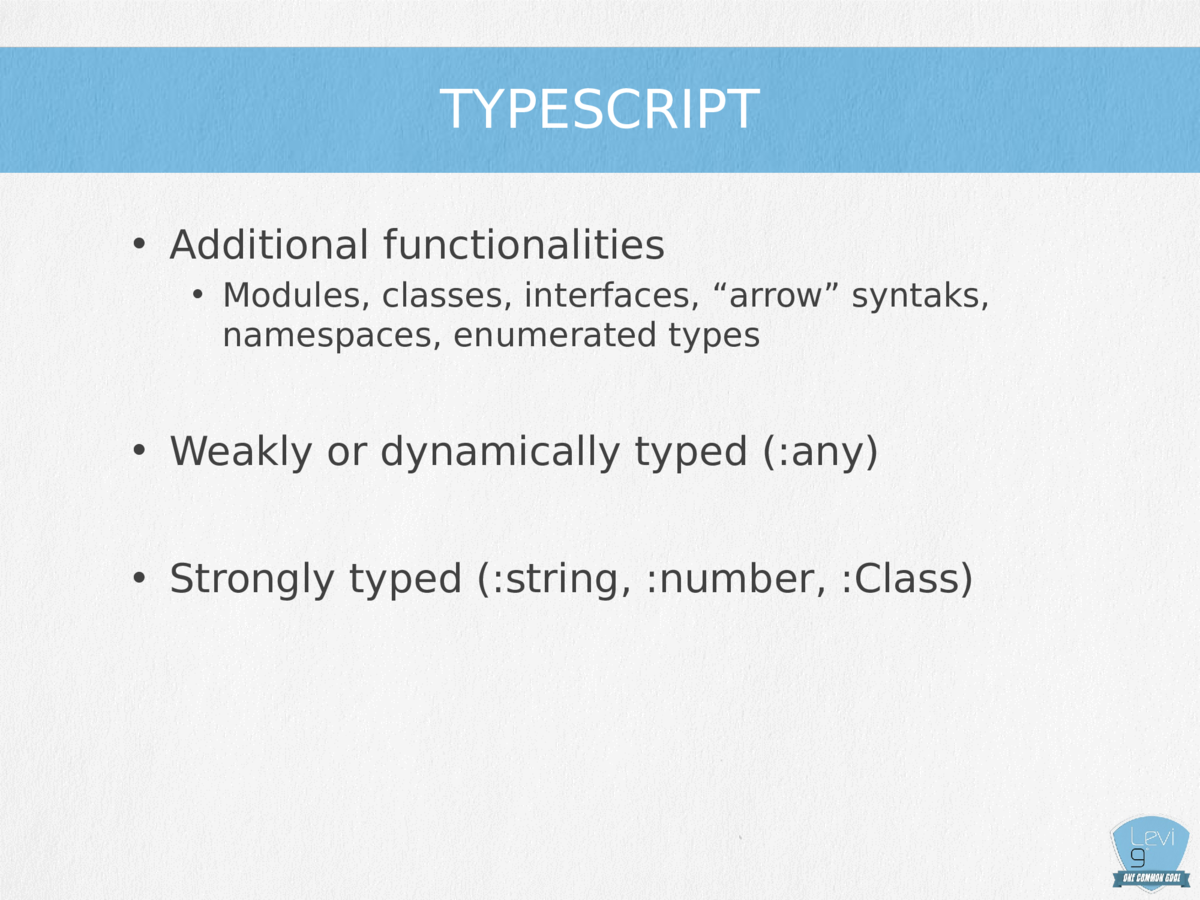 TYPESCRIPT
• Additional functionalities
• Modules, classes, interfaces, “arrow” syntaks,
namespaces, enumerated types
• Weakly or dynamically typed (:any)
• Strongly typed (:string, :number, :Class)
Levi
9
ONE COMMON GOAL